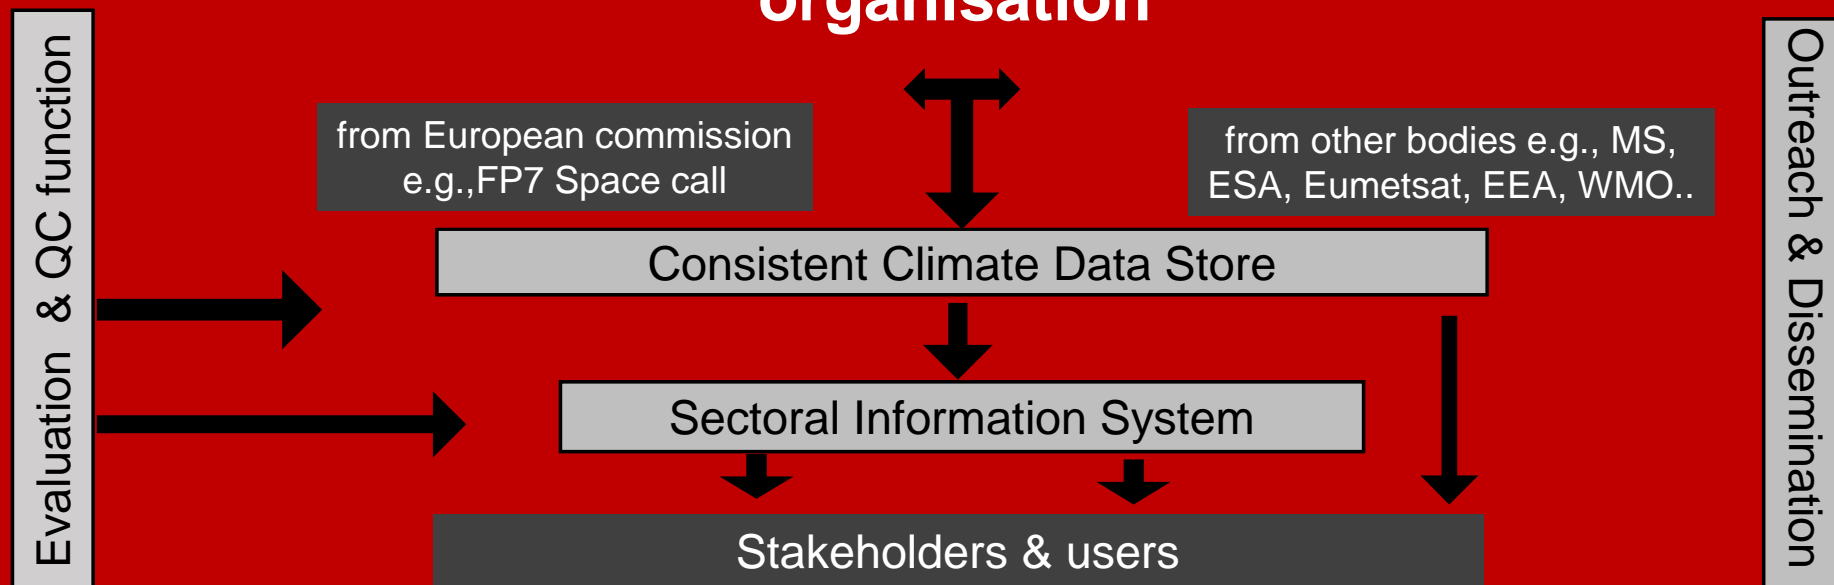 organisation
Evaluation & QC function
from European commission
e.g.,FP7 Space call
from other bodies e.g., MS,
ESA, Eumetsat, EEA, WMO..
Consistent Climate Data Store
Sectoral Information System
Stakeholders & users
Outreach & Dissemination